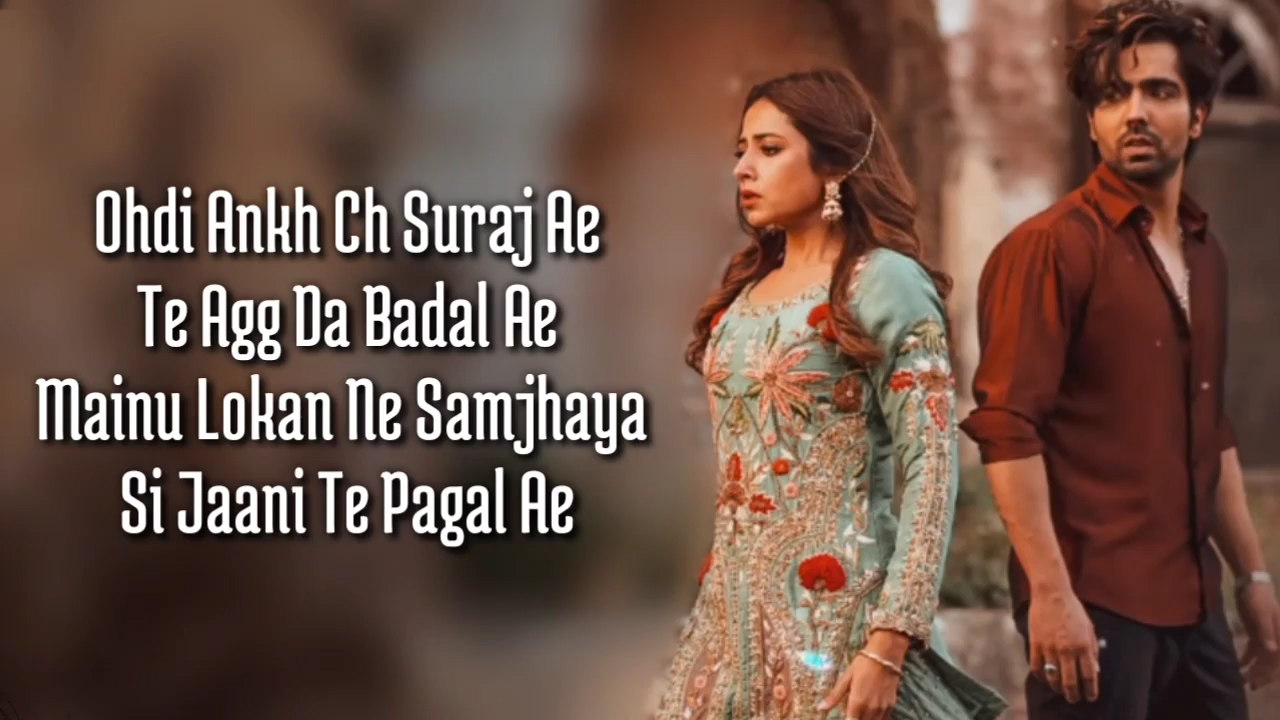 Ohdi Ankh Ch Suraj Ae
Te Agg Da Badal Ae
Mainu Lokan Ne Samjhaya
Si Jaani Te Pagal Ae